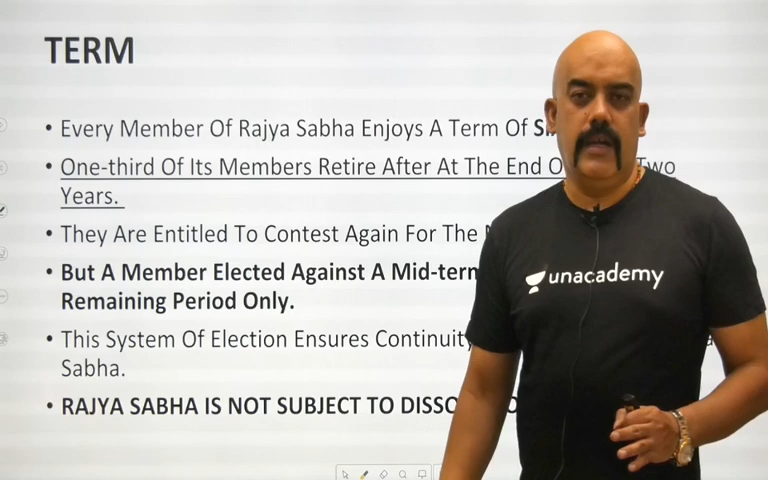 TERM
• Every Member Of Rajya Sabha Enjoys A Term Of
• One-third Of Its Members Retire After At The End Two
Years.
• They Are Entitled To Contest Again For The
• But A Member Elected Against A Mid-term
Remaining Period Only.
unacademy
• This System Of Election Ensures Continuity
Sabha.
• RAJYA SABHA IS NOT SUBJECT TO